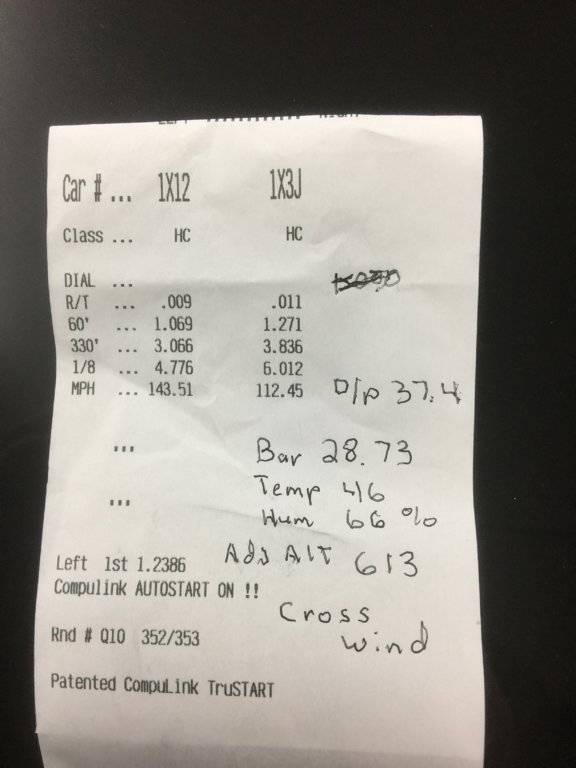 Car # ... 1X12 1X3J
Class ... HC HC
DIAL ...
R/T ... .009 .011
60' ... 1.069 1.271
330' ... 3.066 3.836
1/8 ... 4.776 6.012
MPH ... 143.51 112.45 D/p 37.4
...
Bar 28.73
Temp 46
... Hum 66 %
Adj Alt 613
Left 1st 1.2386
Compulink AUTOSTART ON !!
Cross
wind
Rnd # Q10 352/353
Patented CompuLink TruSTART